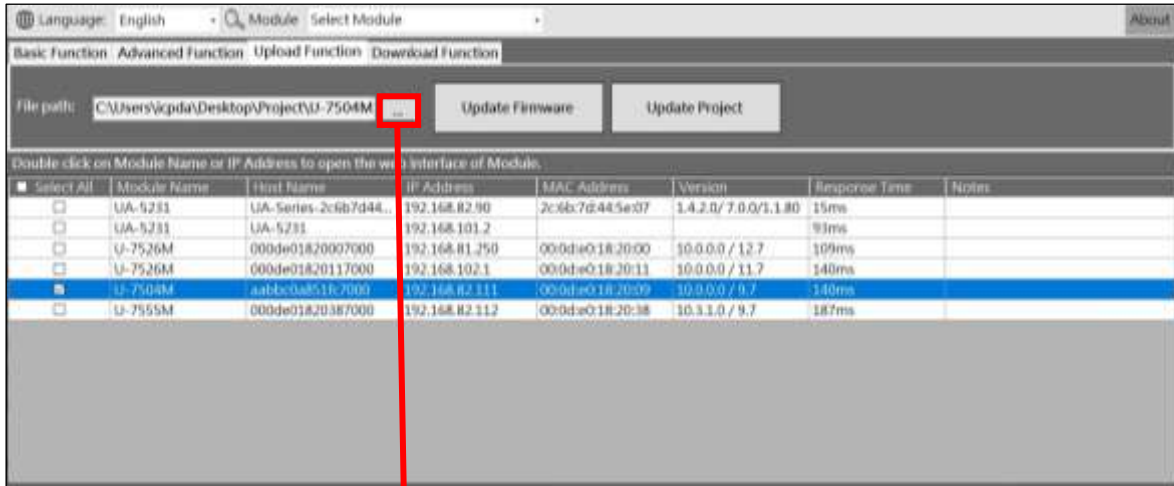 Language: English Module Select Module About
Basic Function Advanced Function Upload Function Download Function
File path: C:\Users\icpda\Desktop\Project\U-7504M ... Update Firmware Update Project
Double click on Module Name or IP Address to open the web interface of Module.
Select All Module Name Host Name IP Address MAC Address Version Response Time Notes
UA-5231 UA-Series-2c6b7d44... 192.168.82.90 2c:6b:7d:44:5e:07 1.4.2.0/ 7.0.0/1.1.80 15ms
UA-5231 UA-5231 192.168.101.2 93ms
U-7526M 000de01820007000 192.168.81.250 00:0d:e0:18:20:00 10.0.0.0 / 12.7 109ms
U-7526M 000de01820117000 192.168.102.1 00:0d:e0:18:20:11 10.0.0.0 / 11.7 140ms
U-7504M 192.168.82.111 00:0d:e0:18:20:09 10.0.0.0 / 9.7 140ms
U-7555M 000de01820387000 192.168.82.112 00:0d:e0:18:20:38 10.3.1.0 / 9.7 187ms